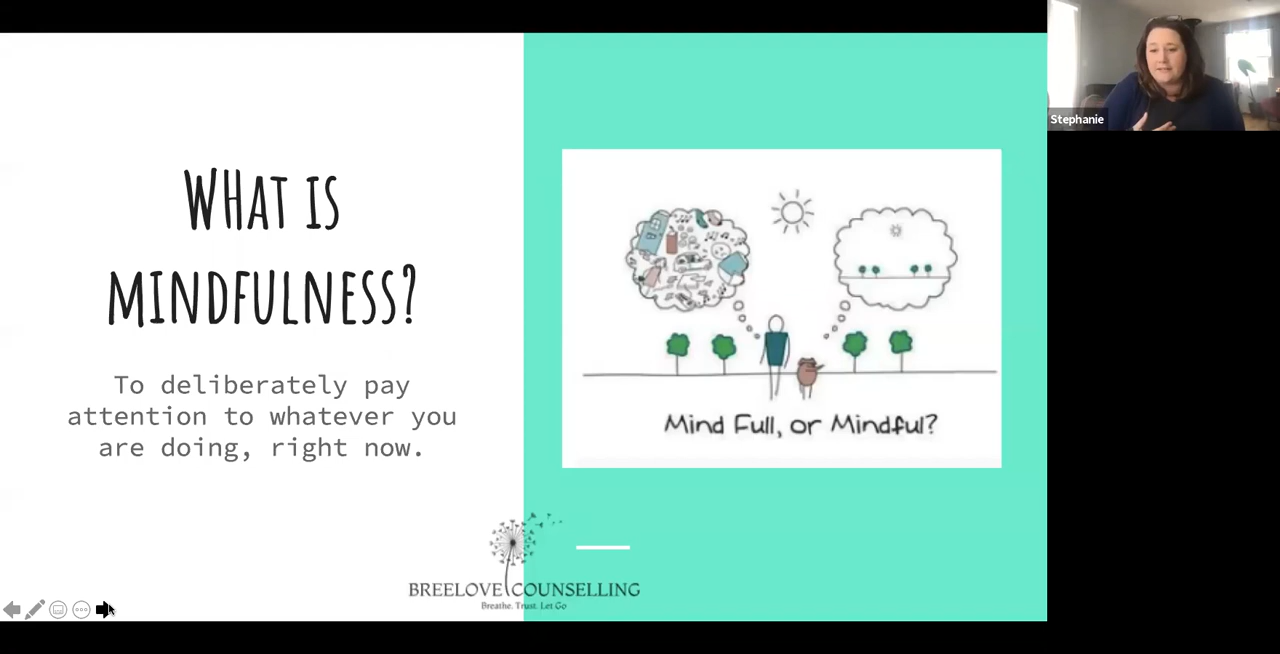 WHAT IS
MINDFULNESS?
To deliberately pay
attention to whatever you
are doing, right now.
Mind Full, or Mindful?
BREELOVE COUNSELLING
Breathe. Trust. Let Go
Stephanie